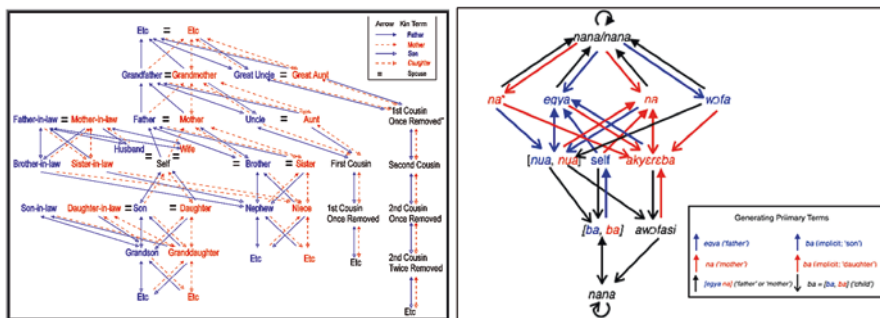 Etc = Etc
Arrow Kin Term
Father
Mother
Son
Daughter
= Spouse
Grandfather = Grandmother Great Uncle = Great Aunt
1st Cousin
Once Removed"
Father-in-law = Mother-in-law Father = Mother Uncle = Aunt
Husband Wife
Brother-in-law Sister-in-law = Self = Brother = Sister First Cousin Second Cousin
Son-in-law Daughter-in-law = Son = Daughter Nephew Niece 1st Cousin
Once Removed
2nd Cousin
Once Removed
Grandson Granddaughter Etc Etc Etc
2nd Cousin
Twice Removed
Etc Etc Etc
nana/nana
egya na wɔfa
[nua, nua] self akyεrεba
[ba, ba] awɔfasi
nana
Generating Priimary Terms
egya ('father') ba (implicit; 'son')
na ('mother') ba (implicit; 'daughter')
[egya na] ('father' or 'mother') ba = [ba, ba] ('child')